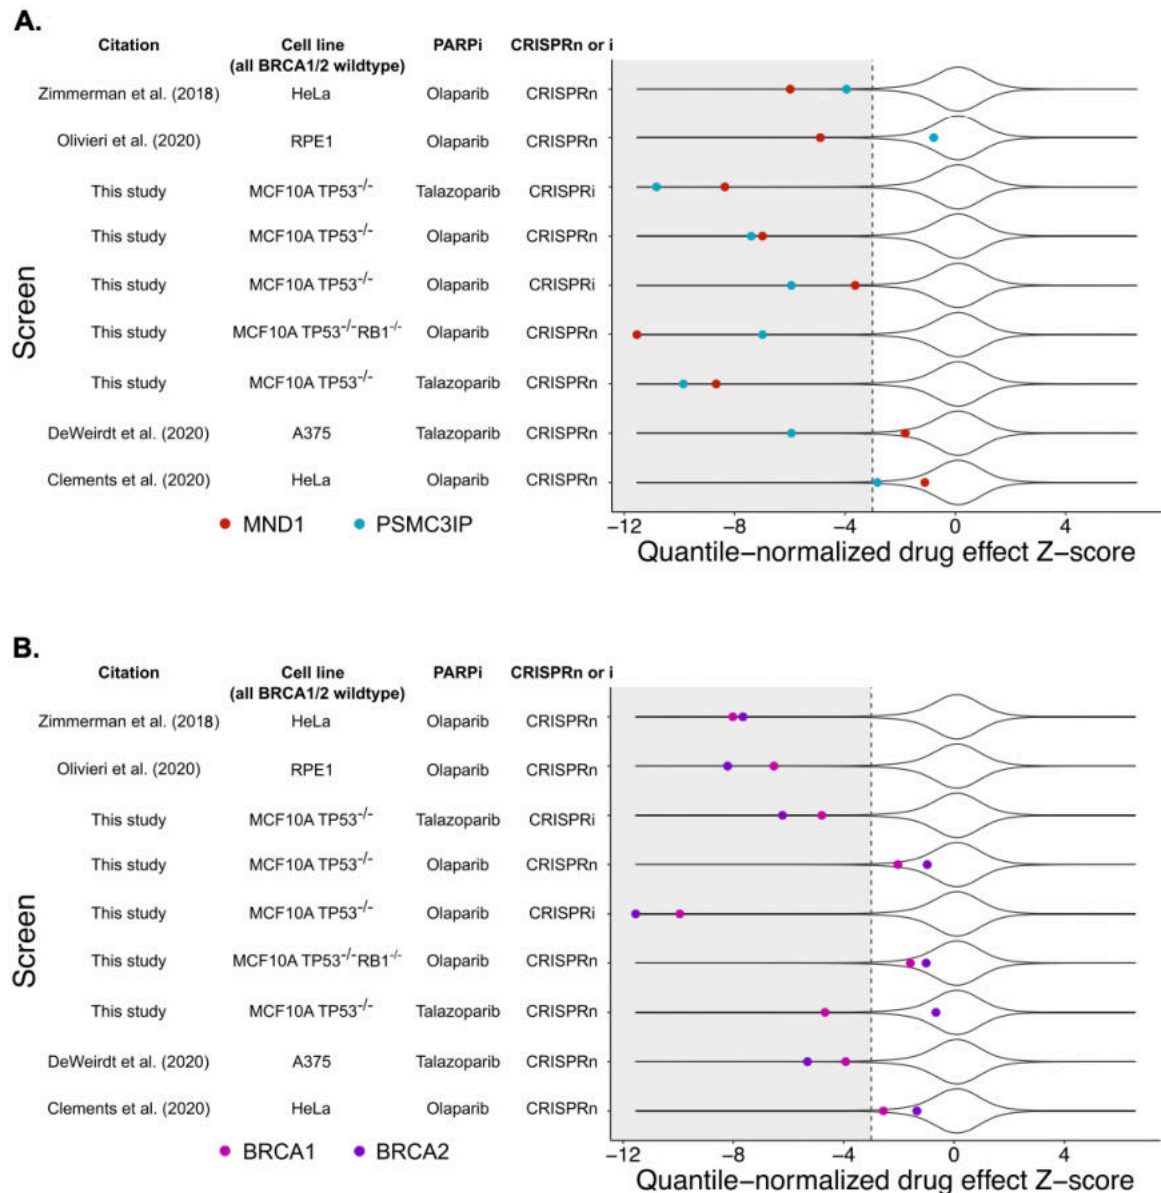 A.
Citation Cell line PARPi CRISPRn or i
(all BRCA1/2 wildtype)
Zimmerman et al. (2018) HeLa Olaparib CRISPRn
Olivieri et al. (2020) RPE1 Olaparib CRISPRn
This study MCF10A TP53-/- Talazoparib CRISPRi
This study MCF10A TP53-/- Olaparib CRISPRn
This study MCF10A TP53-/- Olaparib CRISPRi
This study MCF10A TP53-/-RB1-/- Olaparib CRISPRn
This study MCF10A TP53-/- Talazoparib CRISPRn
DeWeirdt et al. (2020) A375 Talazoparib CRISPRn
Clements et al. (2020) HeLa Olaparib CRISPRn
Screen
MND1 PSMC3IP
−12 −8 −4 0 4
Quantile−normalized drug effect Z−score
B.
Citation Cell line PARPi CRISPRn or i
(all BRCA1/2 wildtype)
Zimmerman et al. (2018) HeLa Olaparib CRISPRn
Olivieri et al. (2020) RPE1 Olaparib CRISPRn
This study MCF10A TP53-/- Talazoparib CRISPRi
This study MCF10A TP53-/- Olaparib CRISPRn
This study MCF10A TP53-/- Olaparib CRISPRi
This study MCF10A TP53-/-RB1-/- Olaparib CRISPRn
This study MCF10A TP53-/- Talazoparib CRISPRn
DeWeirdt et al. (2020) A375 Talazoparib CRISPRn
Clements et al. (2020) HeLa Olaparib CRISPRn
Screen
BRCA1 BRCA2
−12 −8 −4 0 4
Quantile−normalized drug effect Z−score